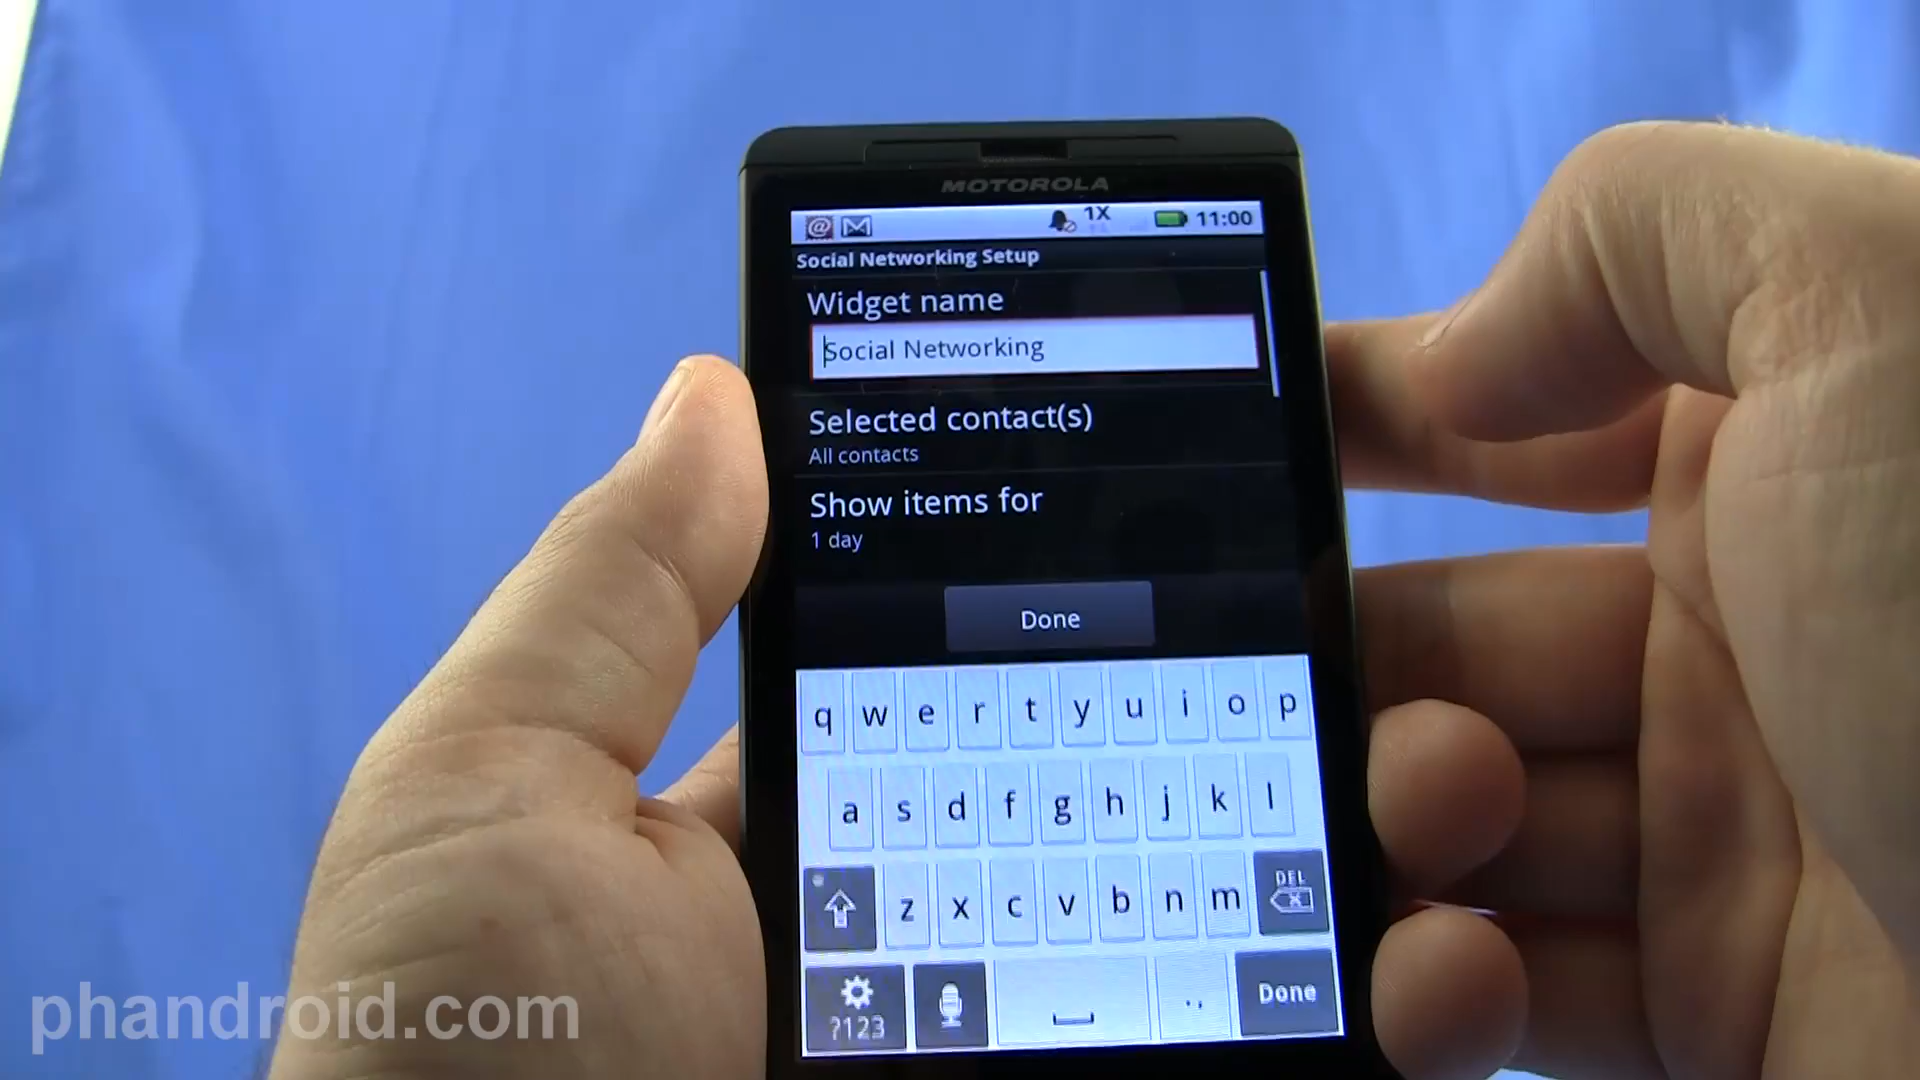 MOTOROLA
1X
11:00
Social Networking Setup
Widget name
Social Networking
Selected contact(s)
All contacts
Show items for
1 day
Done
q w e r t y u i o p
a s d f g h j k l
z x c v b n m DEL
?123 ., Done
phandroid.com